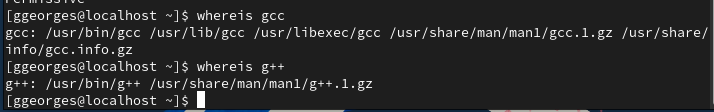 [ggeorges@localhost ~]$ whereis gcc
gcc: /usr/bin/gcc /usr/lib/gcc /usr/libexec/gcc /usr/share/man/man1/gcc.1.gz /usr/share/
info/gcc.info.gz
[ggeorges@localhost ~]$ whereis g++
g++: /usr/bin/g++ /usr/share/man/man1/g++.1.gz
[ggeorges@localhost ~]$